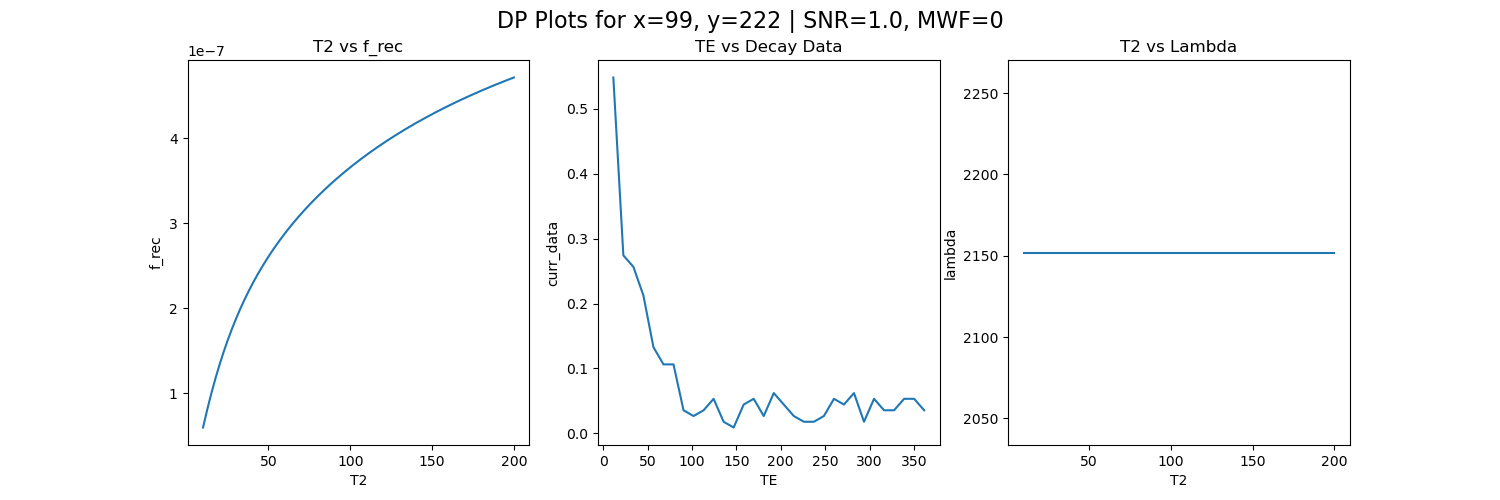 DP Plots for x=99, y=222 | SNR=1.0, MWF=0
T2 vs f_rec
1e−7
4
3
2
1
f_rec
50 100 150 200
T2
TE vs Decay Data
0.5
0.4
0.3
0.2
0.1
0.0
curr_data
0 50 100 150 200 250 300 350
TE
T2 vs Lambda
2250
2200
2150
2100
2050
lambda
50 100 150 200
T2